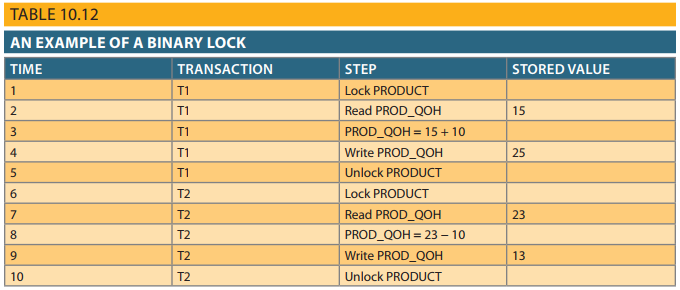 TABLE 10.12
AN EXAMPLE OF A BINARY LOCK
TIME TRANSACTION STEP STORED VALUE
1 T1 Lock PRODUCT
2 T1 Read PROD_QOH 15
3 T1 PROD_QOH = 15 + 10
4 T1 Write PROD_QOH 25
5 T1 Unlock PRODUCT
6 T2 Lock PRODUCT
7 T2 Read PROD_QOH 23
8 T2 PROD_QOH = 23 − 10
9 T2 Write PROD_QOH 13
10 T2 Unlock PRODUCT